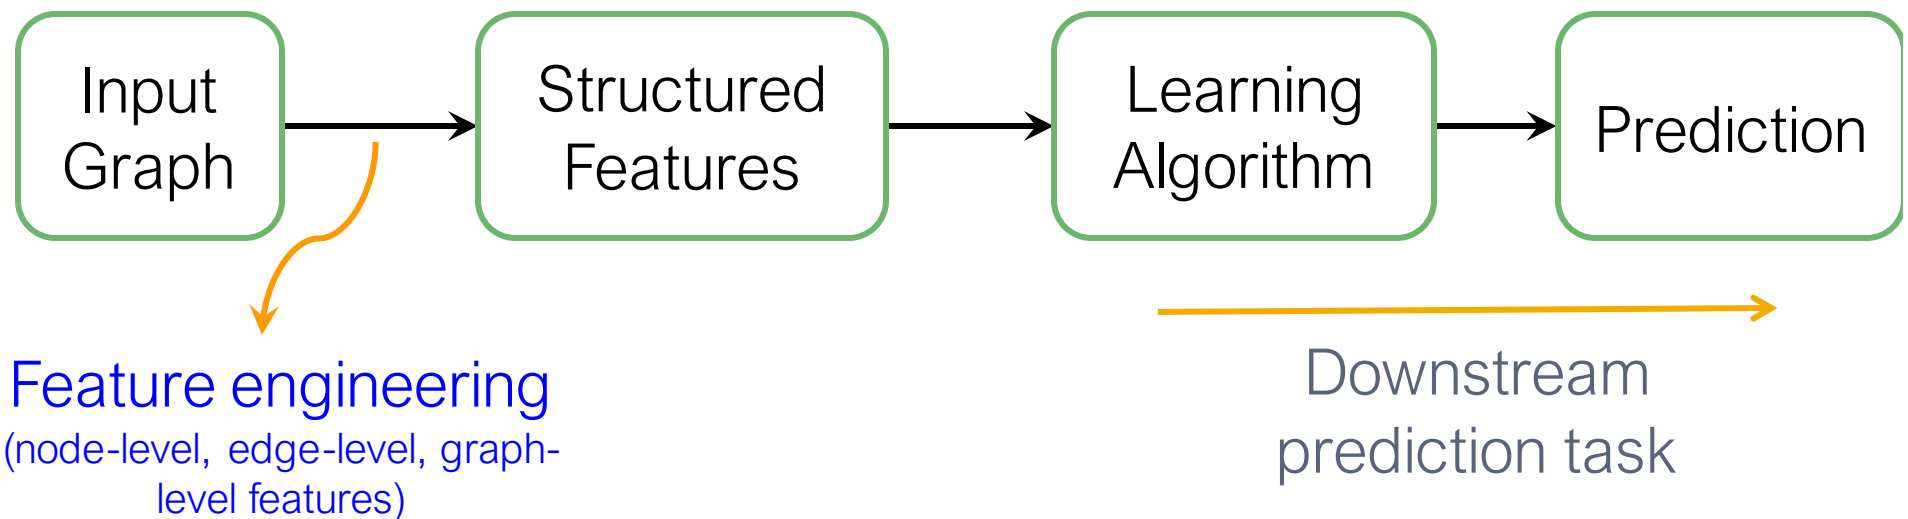 Input
Graph
Structured
Features
Learning
Algorithm
Prediction
Feature engineering
(node-level, edge-level, graph-
level features)
Downstream
prediction task